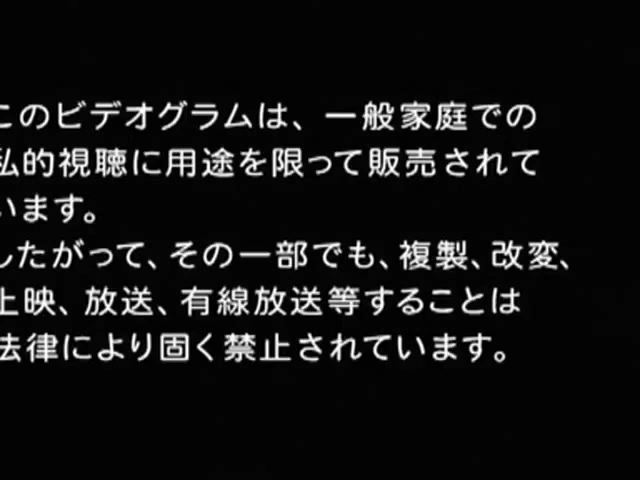 このビデオグラムは、一般家庭での
私的視聴に用途を限って販売されて
います。
したがって、その一部でも、複製、改変、
上映、放送、有線放送等することは
法律により固く禁止されています。